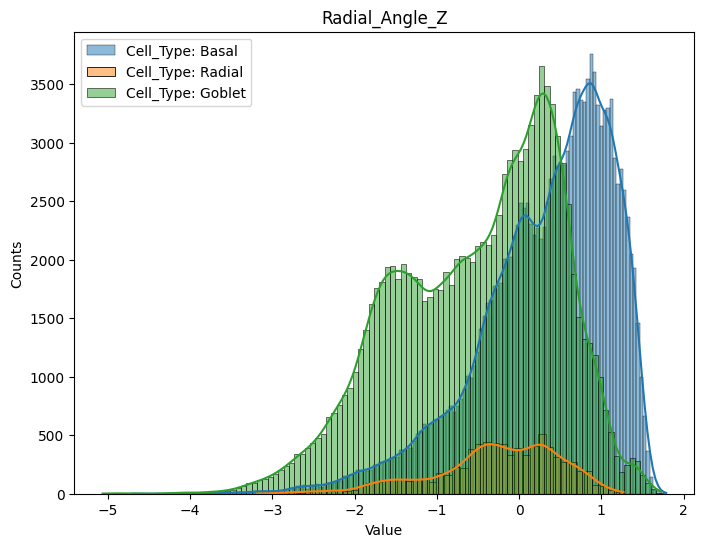 Radial_Angle_Z
Cell_Type: Basal
Cell_Type: Radial
Cell_Type: Goblet
Counts
3500
3000
2500
2000
1500
1000
500
0
−5
−4
−3
−2
−1
0
1
2
Value